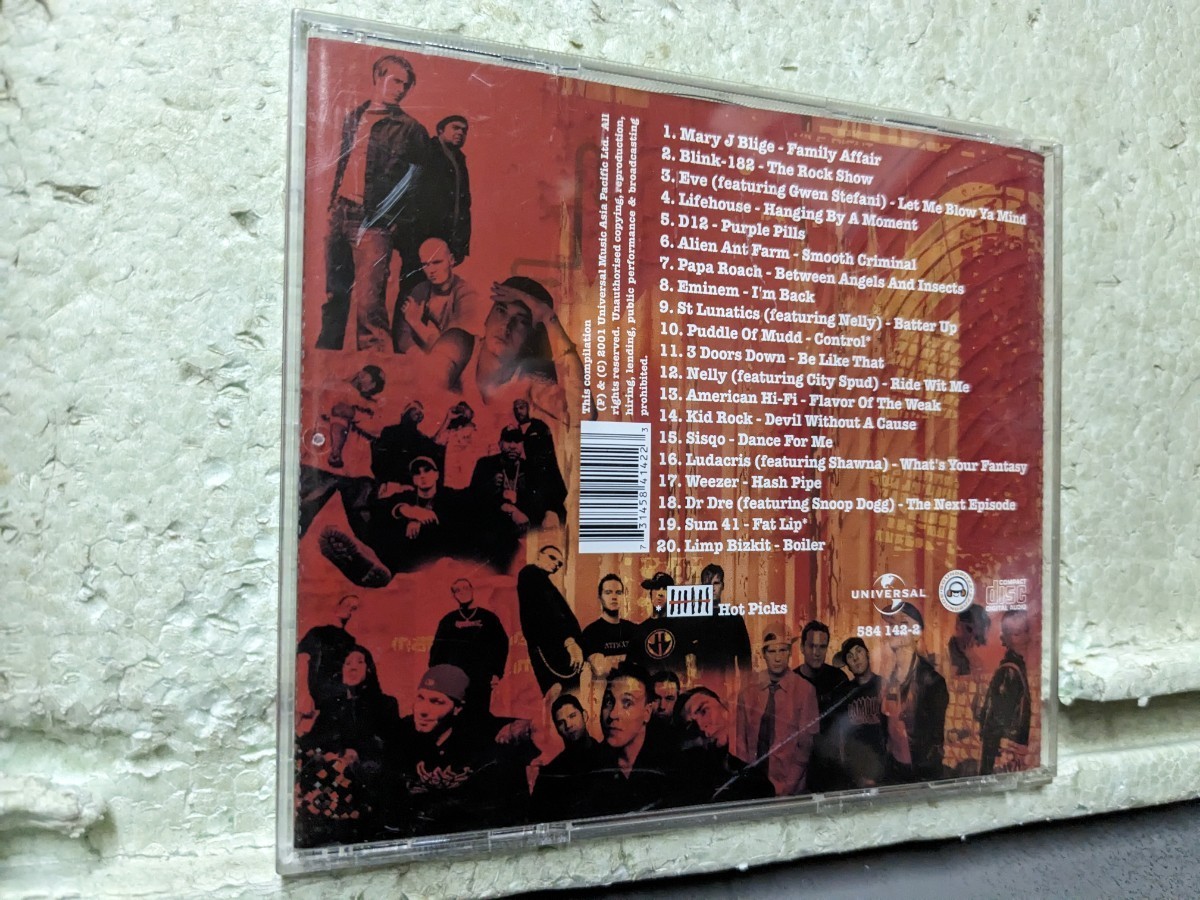 1. Mary J Blige - Family Affair
2. Blink-182 - The Rock Show
3. Eve (featuring Gwen Stefani) - Let Me Blow Ya Mind
4. Lifehouse - Hanging By A Moment
5. D12 - Purple Pills
6. Alien Ant Farm - Smooth Criminal
7. Papa Roach - Between Angels And Insects
8. Eminem - I'm Back
9. St Lunatics (featuring Nelly) - Batter Up
10. Puddle Of Mudd - Control*
11. 3 Doors Down - Be Like That
12. Nelly (featuring City Spud) - Ride Wit Me
13. American Hi-Fi - Flavor Of The Weak
14. Kid Rock - Devil Without A Cause
15. Sisqo - Dance For Me
16. Ludacris (featuring Shawna) - What's Your Fantasy
17. Weezer - Hash Pipe
18. Dr Dre (featuring Snoop Dogg) - The Next Episode
19. Sum 41 - Fat Lip*
20. Limp Bizkit - Boiler
This compilation
(P) & (C) 2001 Universal Music Asia Pacific Ltd. All
rights reserved. Unauthorised copying, reproduction,
hiring, lending, public performance & broadcasting
prohibited.
7 31458 41422 3
* Hot Picks
UNIVERSAL
COMPACT
disc
DIGITAL AUDIO
584 142-2